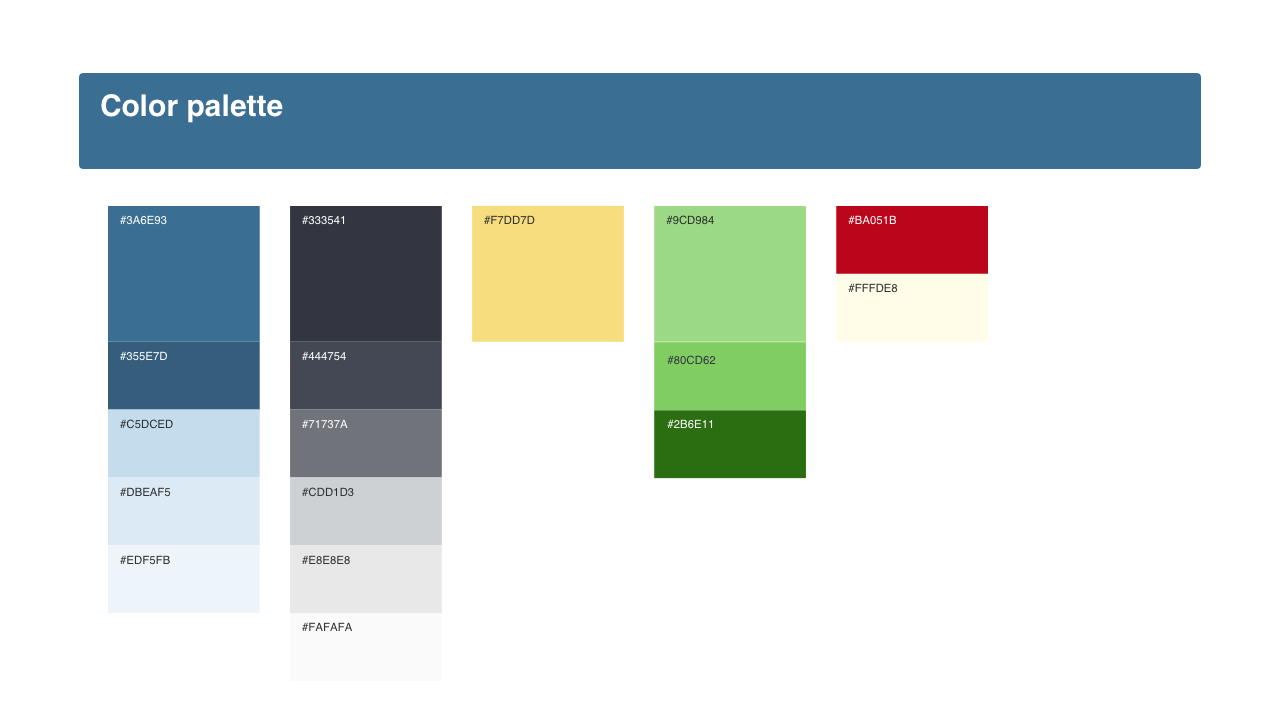 Color palette
#3A6E93
#355E7D
#C5DCED
#DBEAF5
#EDF5FB
#333541
#444754
#71737A
#CDD1D3
#E8E8E8
#FAFAFA
#F7DD7D
#9CD984
#80CD62
#2B6E11
#BA051B
#FFFDE8